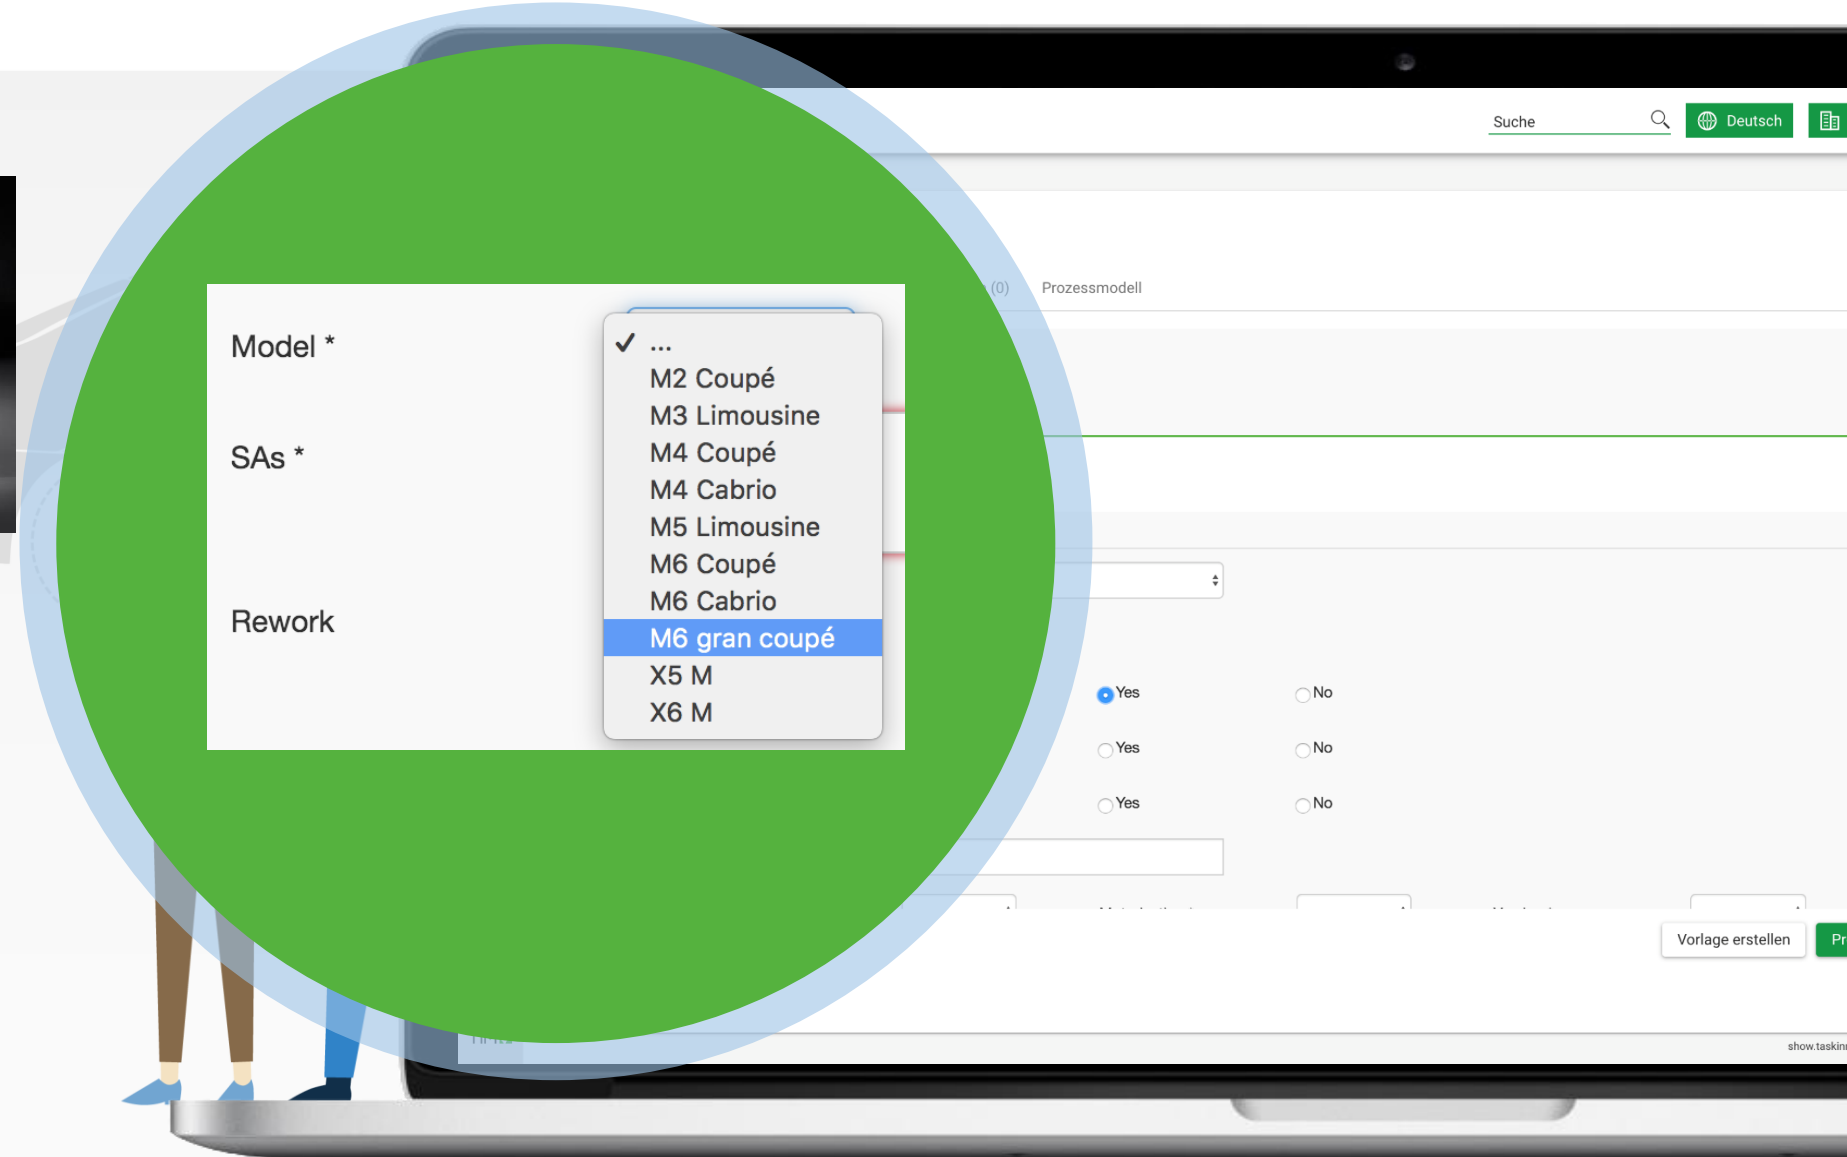 Suche
Deutsch
(0)
Prozessmodell
Model *
...
M2 Coupé
M3 Limousine
M4 Coupé
M4 Cabrio
M5 Limousine
M6 Coupé
M6 Cabrio
M6 gran coupé
X5 M
X6 M
SAs *
Rework
Yes
No
Yes
No
Yes
No
Vorlage erstellen